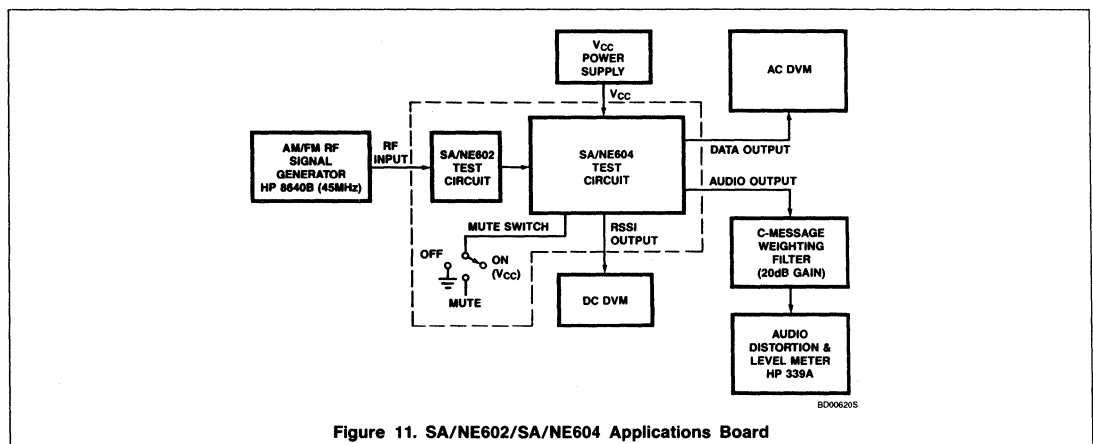 VCC
POWER
SUPPLY
AC DVM
VCC
AM/FM RF
SIGNAL
GENERATOR
HP 8640B (45MHz)
RF
INPUT
SA/NE602
TEST
CIRCUIT
SA/NE604
TEST
CIRCUIT
DATA OUTPUT
AUDIO OUTPUT
MUTE SWITCH
RSSI
OUTPUT
OFF
ON
(VCC)
MUTE
DC DVM
C-MESSAGE
WEIGHTING
FILTER
(20dB GAIN)
AUDIO
DISTORTION &
LEVEL METER
HP 339A
BD00620S
Figure 11. SA/NE602/SA/NE604 Applications Board